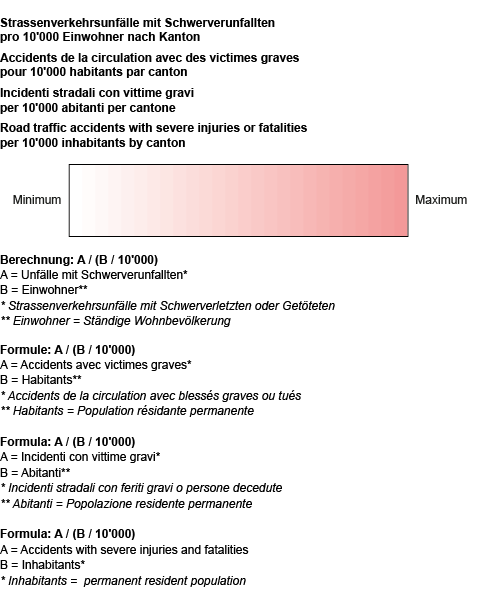 Strassenverkehrsunfälle mit Schwerverunfallten
pro 10'000 Einwohner nach Kanton
Accidents de la circulation avec des victimes graves
pour 10'000 habitants par canton
Incidenti stradali con vittime gravi
per 10'000 abitanti per cantone
Road traffic accidents with severe injuries or fatalities
per 10'000 inhabitants by canton
Minimum
Maximum
Berechnung: A / (B / 10'000)
A = Unfälle mit Schwerverunfallten*
B = Einwohner**
* Strassenverkehrsunfälle mit Schwerverletzten oder Getöteten
** Einwohner = Ständige Wohnbevölkerung
Formule: A / (B / 10'000)
A = Accidents avec victimes graves*
B = Habitants**
* Accidents de la circulation avec blessés graves ou tués
** Habitants = Population résidante permanente
Formula: A / (B / 10'000)
A = Incidenti con vittime gravi*
B = Abitanti**
* Incidenti stradali con feriti gravi o persone decedute
** Abitanti = Popolazione residente permanente
Formula: A / (B / 10'000)
A = Accidents with severe injuries and fatalities
B = Inhabitants*
* Inhabitants =  permanent resident population